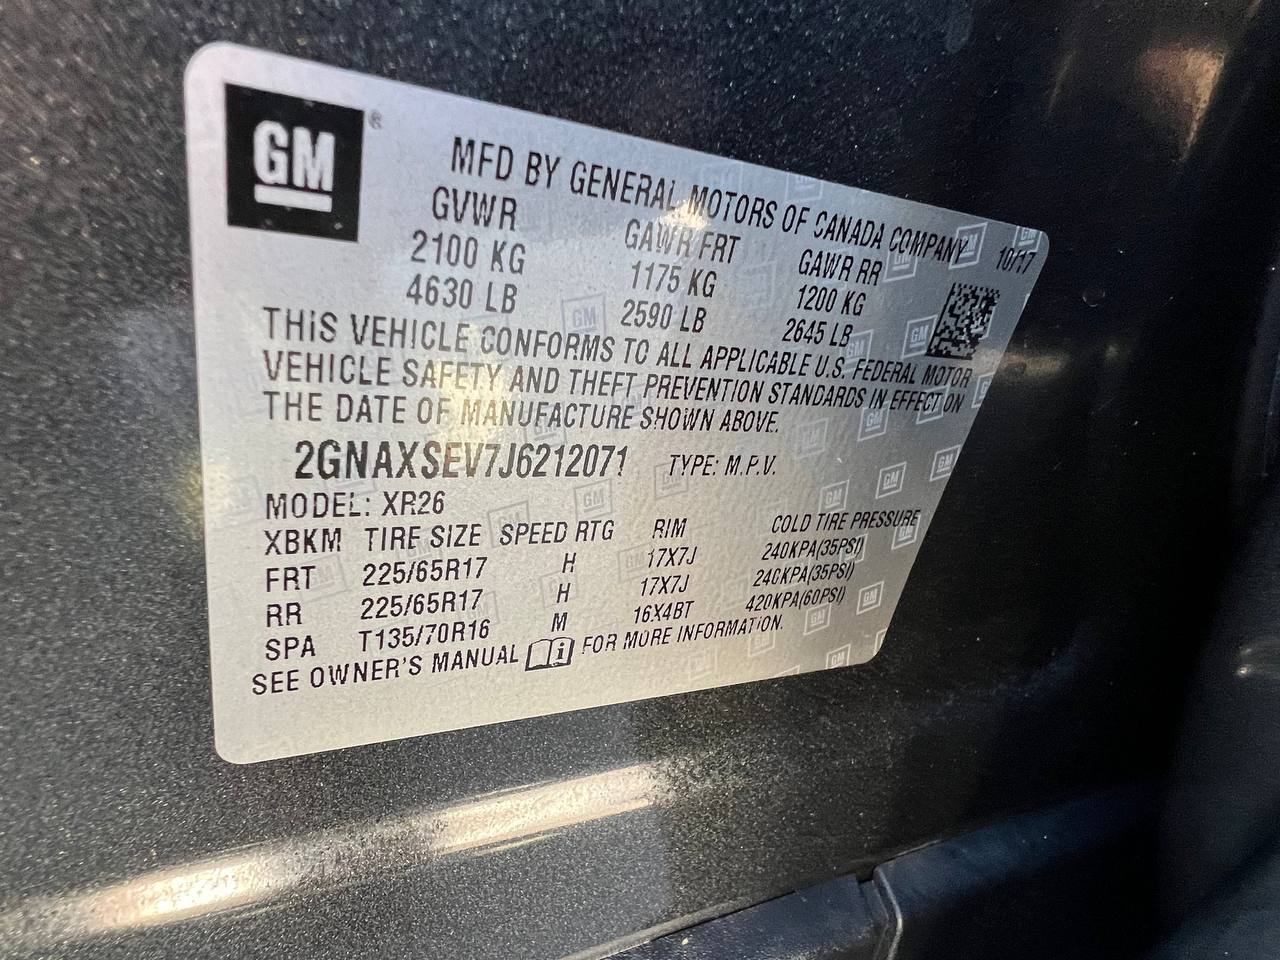 GM ®
MFD BY GENERAL MOTORS OF CANADA COMPANY
10/17
GVWR GAWR FRT GAWR RR
2100 KG 1175 KG 1200 KG
4630 LB 2590 LB 2645 LB
THIS VEHICLE CONFORMS TO ALL APPLICABLE U.S. FEDERAL MOTOR
VEHICLE SAFETY AND THEFT PREVENTION STANDARDS IN EFFECT ON
THE DATE OF MANUFACTURE SHOWN ABOVE.
2GNAXSEV7J6212071 TYPE: M.P.V.
MODEL: XR26
XBKM TIRE SIZE SPEED RTG RIM COLD TIRE PRESSURE
FRT 225/65R17 H 17X7J 240KPA(35PSI)
RR 225/65R17 H 17X7J 240KPA(35PSI)
SPA T135/70R16 M 16X4BT 420KPA(60PSI)
SEE OWNER'S MANUAL i FOR MORE INFORMATION.